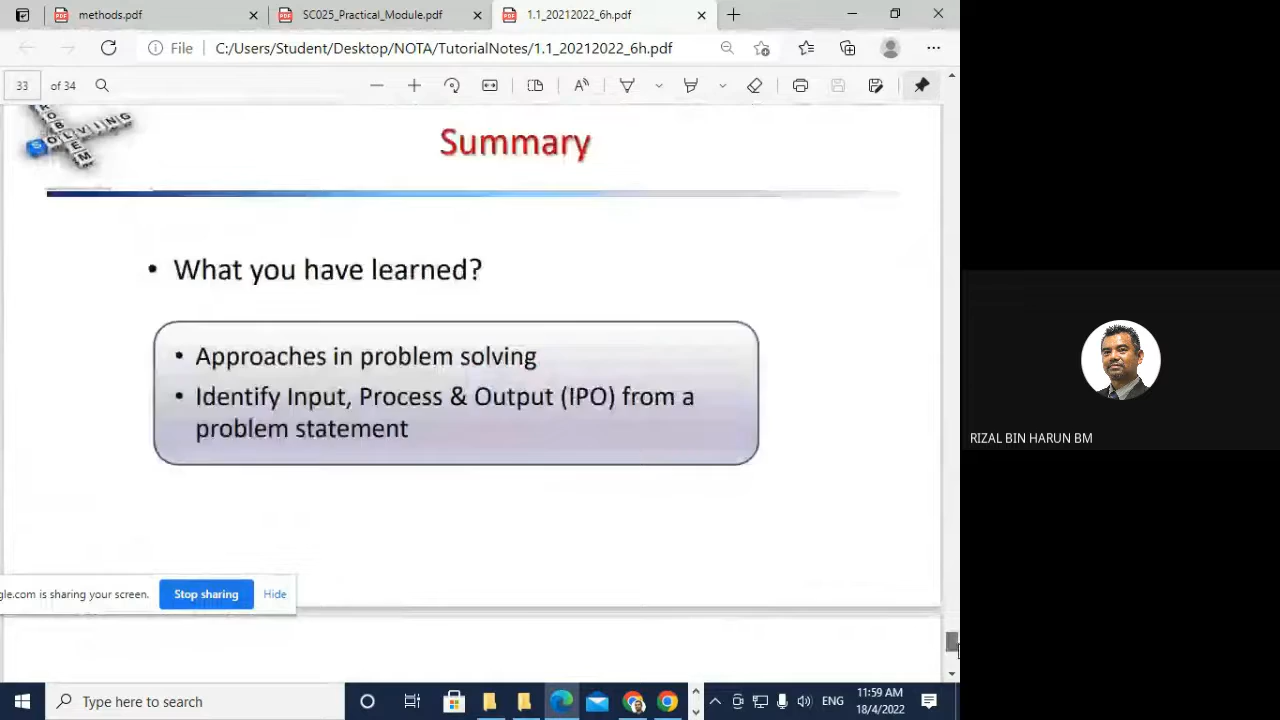 methods.pdf
SC025_Practical_Module.pdf
1.1_20212022_6h.pdf
File
C:/Users/Student/Desktop/NOTA/TutorialNotes/1.1_20212022_6h.pdf
33 of 34
SOLVING
Summary
• What you have learned?
• Approaches in problem solving
• Identify Input, Process & Output (IPO) from a
problem statement
RIZAL BIN HARUN BM
gle.com is sharing your screen.
Stop sharing
Hide
Type here to search
ENG
11:59 AM
18/4/2022